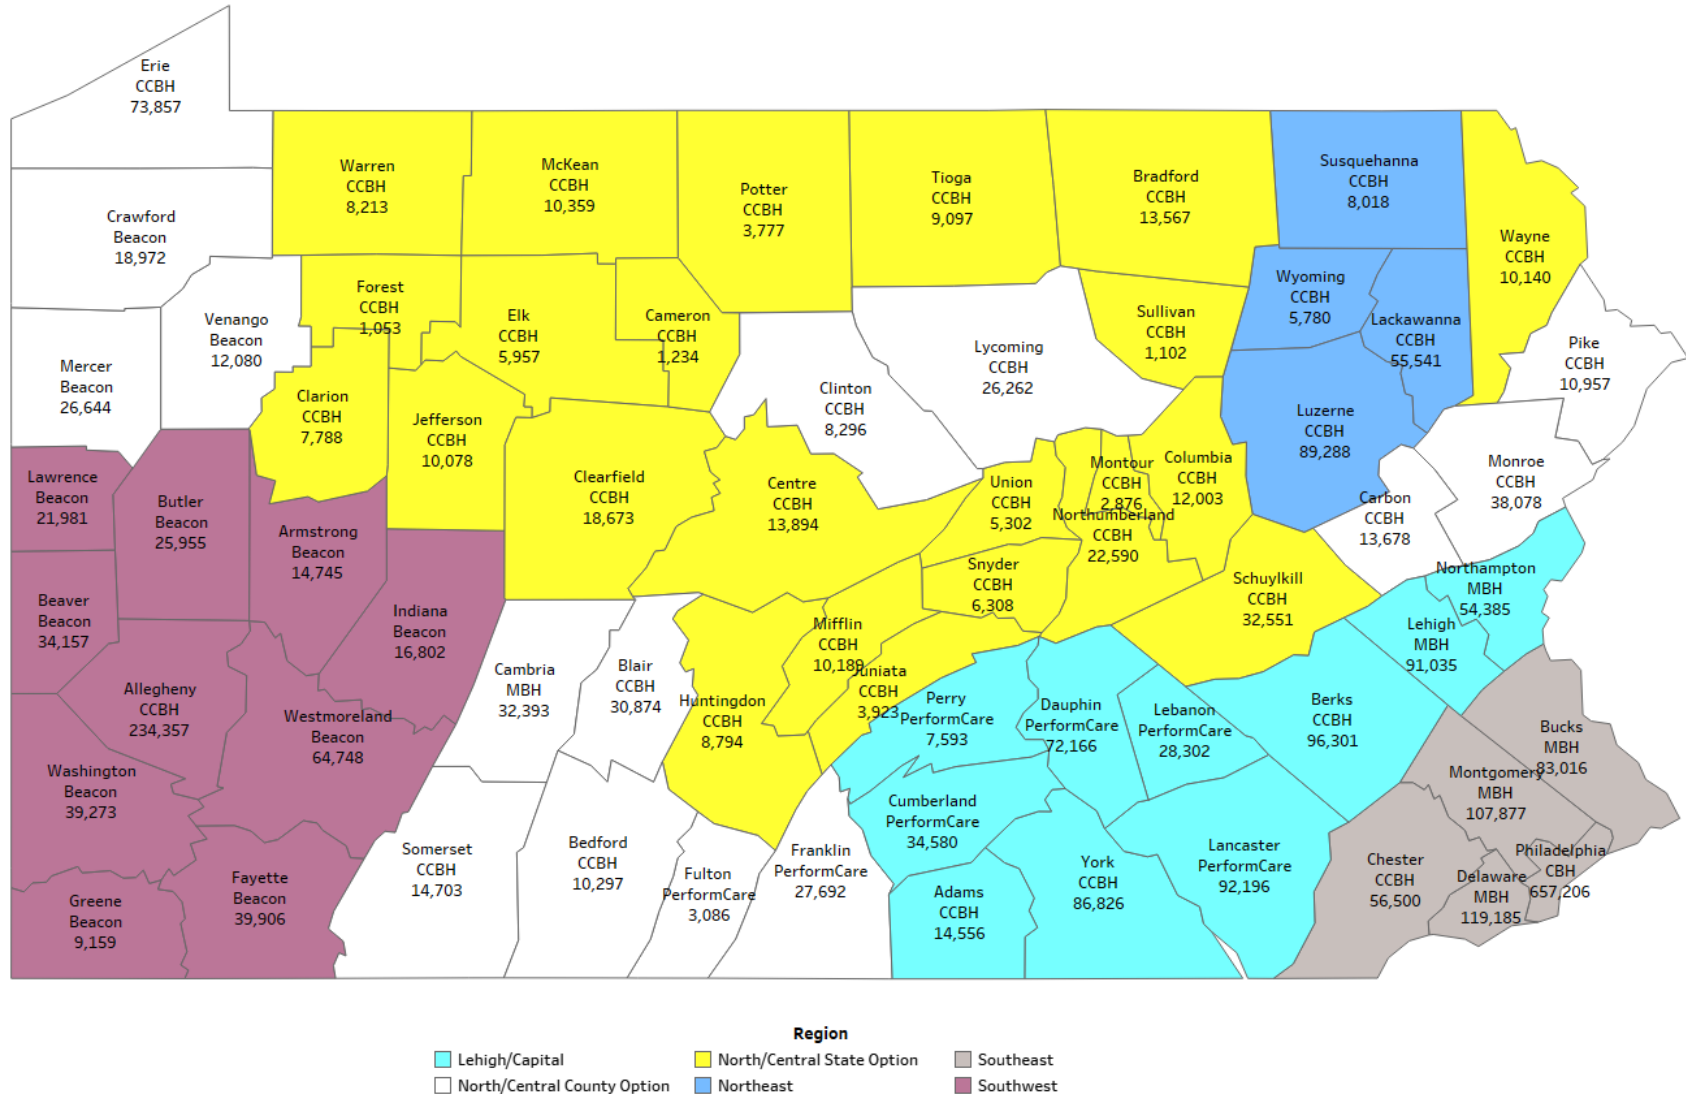 Erie
CCBH
73,857
Warren
CCBH
8,213
McKean
CCBH
10,359
Potter
CCBH
3,777
Tioga
CCBH
9,097
Bradford
CCBH
13,567
Susquehanna
CCBH
8,018
Wayne
CCBH
10,140
Crawford
Beacon
18,972
Forest
CCBH
1,053
Elk
CCBH
5,957
Cameron
CCBH
1,234
Sullivan
CCBH
1,102
Wyoming
CCBH
5,780
Lackawanna
CCBH
55,541
Pike
CCBH
10,957
Mercer
Beacon
26,644
Venango
Beacon
12,080
Clarion
CCBH
7,788
Jefferson
CCBH
10,078
Clinton
CCBH
8,296
Lycoming
CCBH
26,262
Luzerne
CCBH
89,288
Monroe
CCBH
38,078
Lawrence
Beacon
21,981
Butler
Beacon
25,955
Armstrong
Beacon
14,745
Clearfield
CCBH
18,673
Centre
CCBH
13,894
Union
CCBH
5,302
Montour
CCBH
2,876
Columbia
CCBH
12,003
Northumberland
CCBH
22,590
Carbon
CCBH
13,678
Beaver
Beacon
34,157
Indiana
Beacon
16,802
Snyder
CCBH
6,308
Schuylkill
CCBH
32,551
Northampton
MBH
54,385
Lehigh
MBH
91,035
Allegheny
CCBH
234,357
Westmoreland
Beacon
64,748
Cambria
MBH
32,393
Blair
CCBH
30,874
Huntingdon
CCBH
8,794
Mifflin
CCBH
10,189
Juniata
CCBH
3,923
Perry
PerformCare
7,593
Dauphin
PerformCare
72,166
Lebanon
PerformCare
28,302
Berks
CCBH
96,301
Bucks
MBH
83,016
Washington
Beacon
39,273
Cumberland
PerformCare
34,580
Montgomery
MBH
107,877
Greene
Beacon
9,159
Fayette
Beacon
39,906
Somerset
CCBH
14,703
Bedford
CCBH
10,297
Fulton
PerformCare
3,086
Franklin
PerformCare
27,692
Adams
CCBH
14,556
York
CCBH
86,826
Lancaster
PerformCare
92,196
Chester
CCBH
56,500
Delaware
MBH
119,185
Philadelphia
CBH
657,206
Region
Lehigh/Capital
North/Central State Option
Southeast
North/Central County Option
Northeast
Southwest